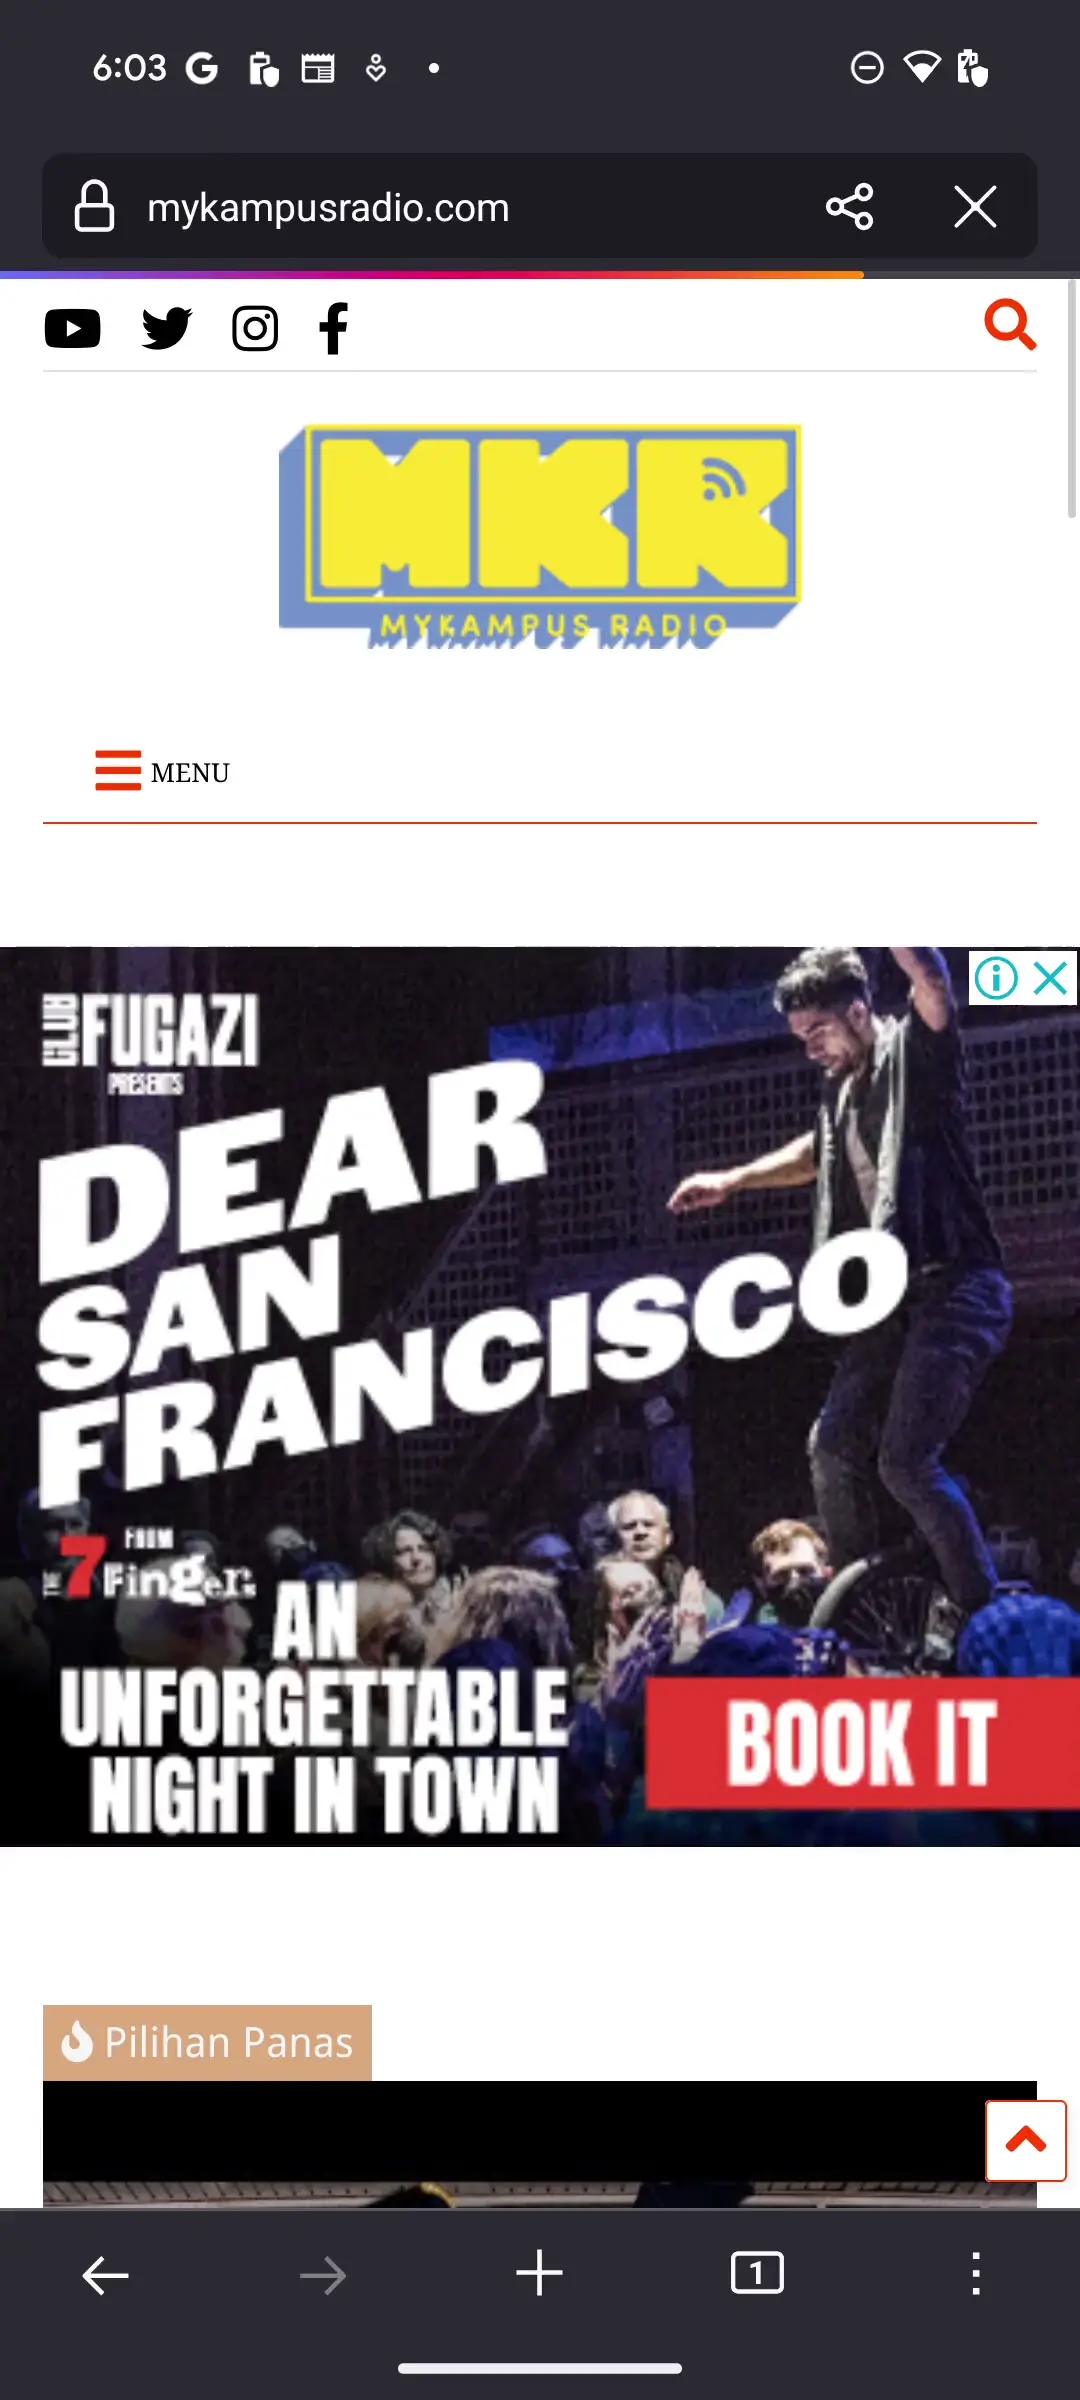 6:03
mykampusradio.com
MKR
MYKAMPUS RADIO
MENU
CLUB FUGAZI
PRESENTS
DEAR
SAN
FRANCISCO
FROM
THE 7 Fingers
AN
UNFORGETTABLE
NIGHT IN TOWN
BOOK IT
Pilihan Panas
1